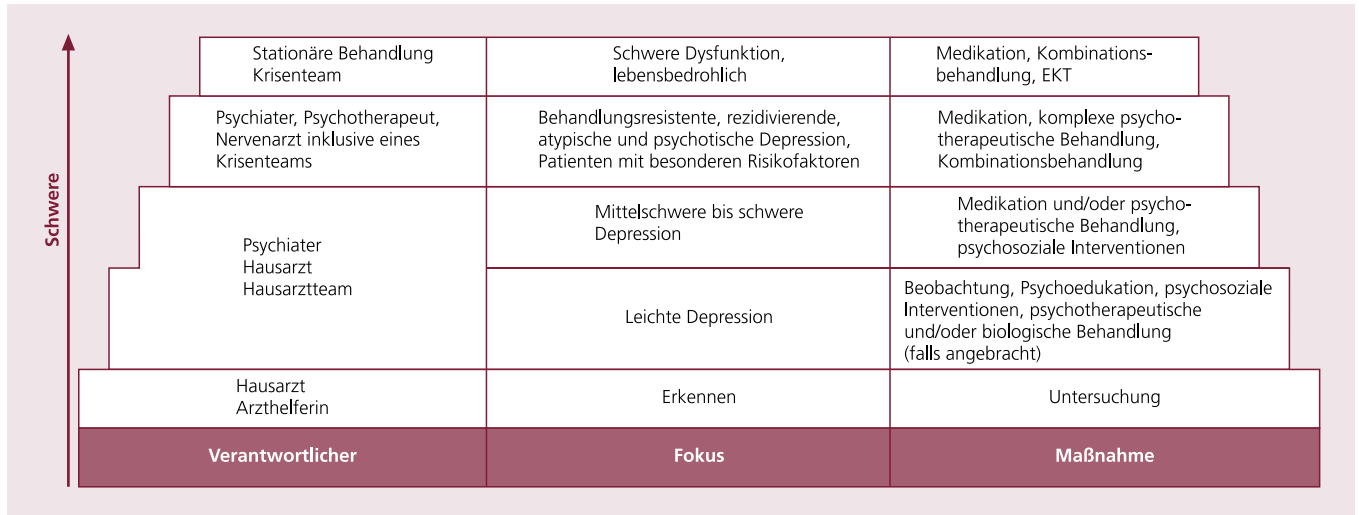 Schwere
Stationäre Behandlung
Krisenteam
Schwere Dysfunktion,
lebensbedrohlich
Medikation, Kombinations-
behandlung, EKT
Psychiater, Psychotherapeut,
Nervenarzt inklusive eines
Krisenteams
Behandlungsresistente, rezidivierende,
atypische und psychotische Depression,
Patienten mit besonderen Risikofaktoren
Medikation, komplexe psycho-
therapeutische Behandlung,
Kombinationsbehandlung
Psychiater
Hausarzt
Hausarztteam
Mittelschwere bis schwere
Depression
Medikation und/oder psycho-
therapeutische Behandlung,
psychosoziale Interventionen
Leichte Depression
Beobachtung, Psychoedukation, psychosoziale
Interventionen, psychotherapeutische
und/oder biologische Behandlung
(falls angebracht)
Hausarzt
Arzthelferin
Erkennen
Untersuchung
Verantwortlicher
Fokus
Maßnahme